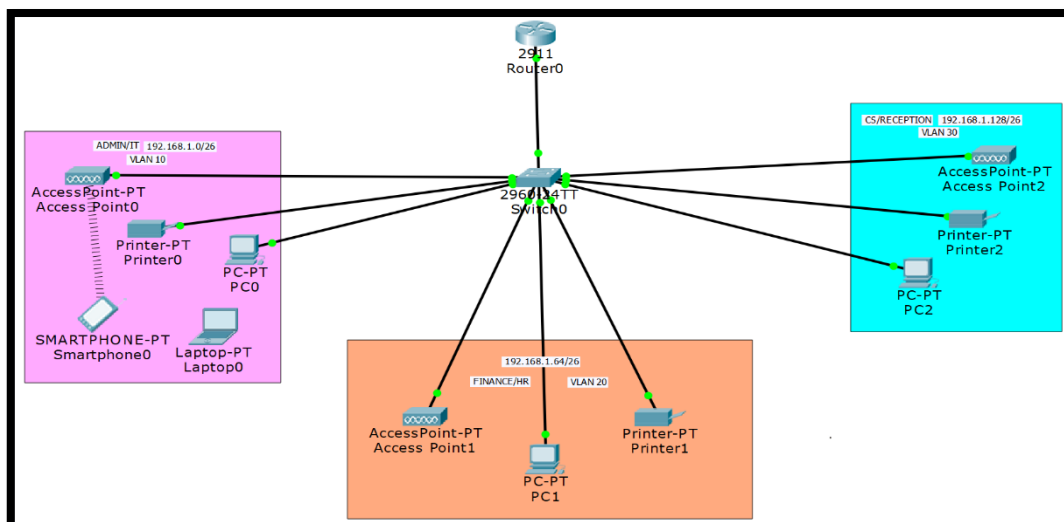 2911
Router0
ADMIN/IT 192.168.1.0/26
VLAN 10
AccessPoint-PT
Access Point0
Printer-PT
Printer0
PC-PT
PC0
SMARTPHONE-PT
Smartphone0
Laptop-PT
Laptop0
2960-24TT
Switch0
CS/RECEPTION 192.168.1.128/26
VLAN 30
AccessPoint-PT
Access Point2
Printer-PT
Printer2
PC-PT
PC2
192.168.1.64/26
FINANCE/HR VLAN 20
AccessPoint-PT
Access Point1
PC-PT
PC1
Printer-PT
Printer1